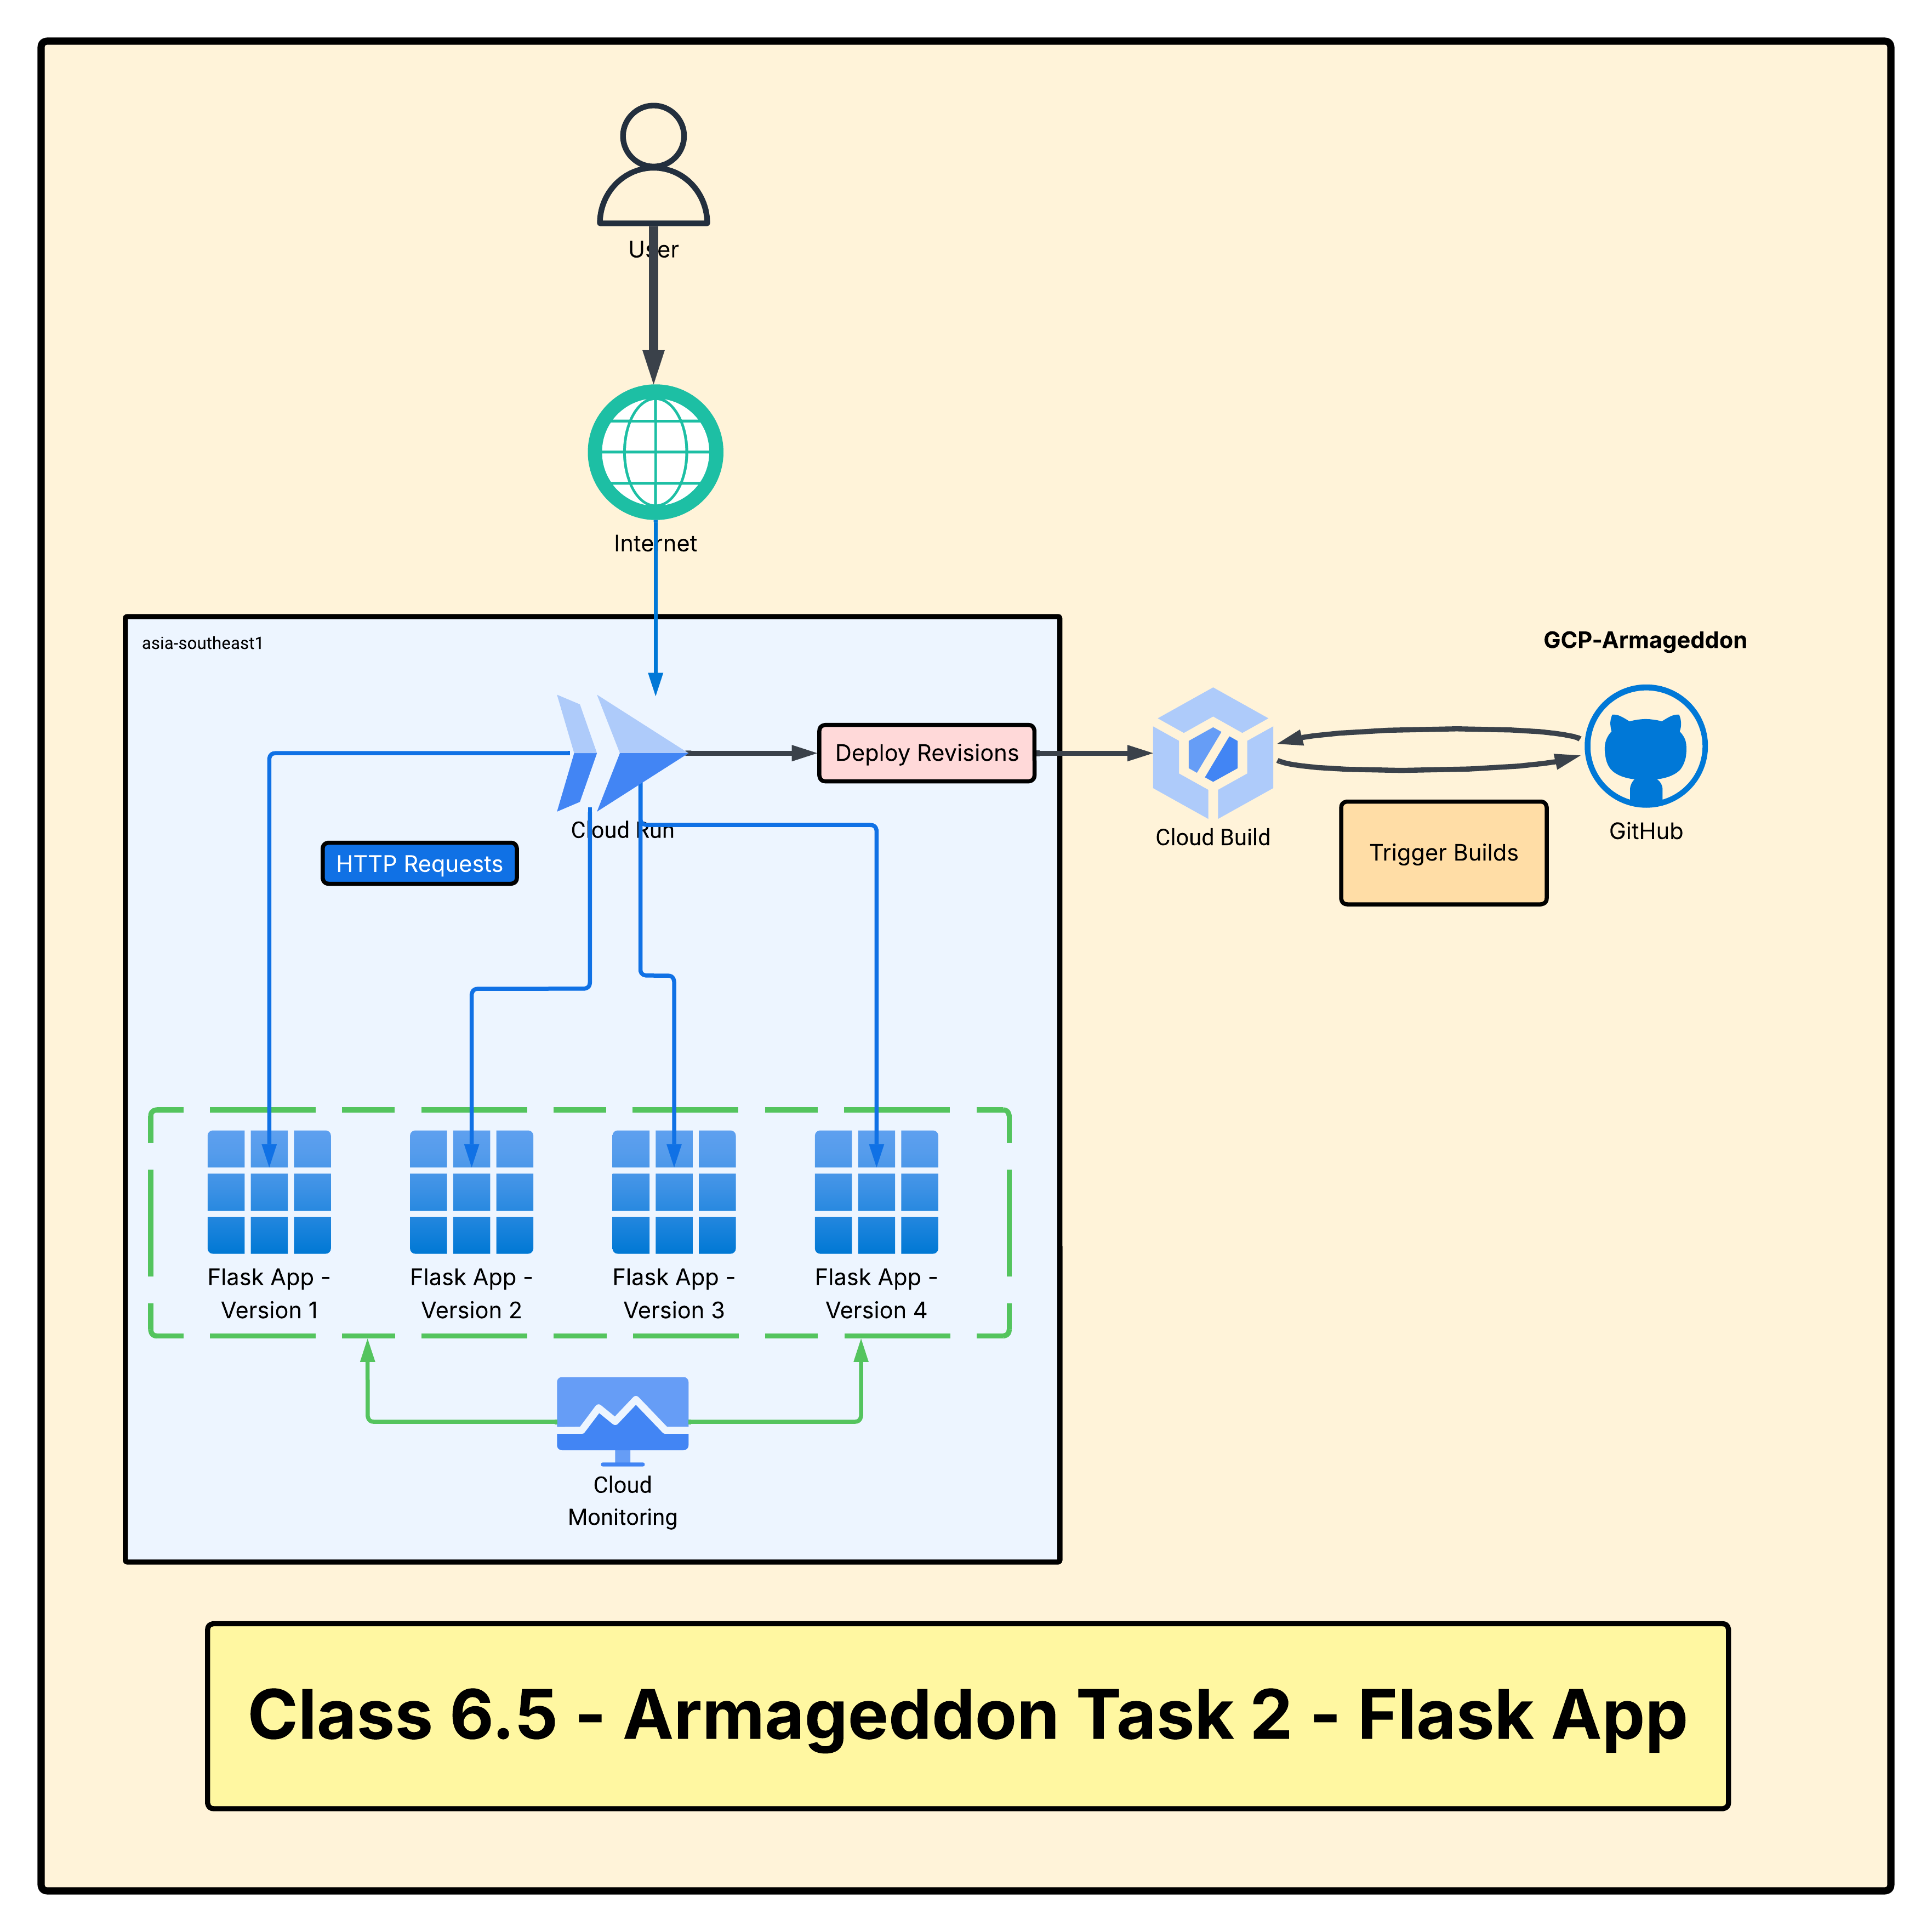 User
Internet
asia-southeast1
GCP-Armageddon
Deploy Revisions
Cloud Run
HTTP Requests
Cloud Build
GitHub
Trigger Builds
Flask App -
Version 1
Flask App -
Version 2
Flask App -
Version 3
Flask App -
Version 4
Cloud
Monitoring
Class 6.5 - Armageddon Task 2 - Flask App